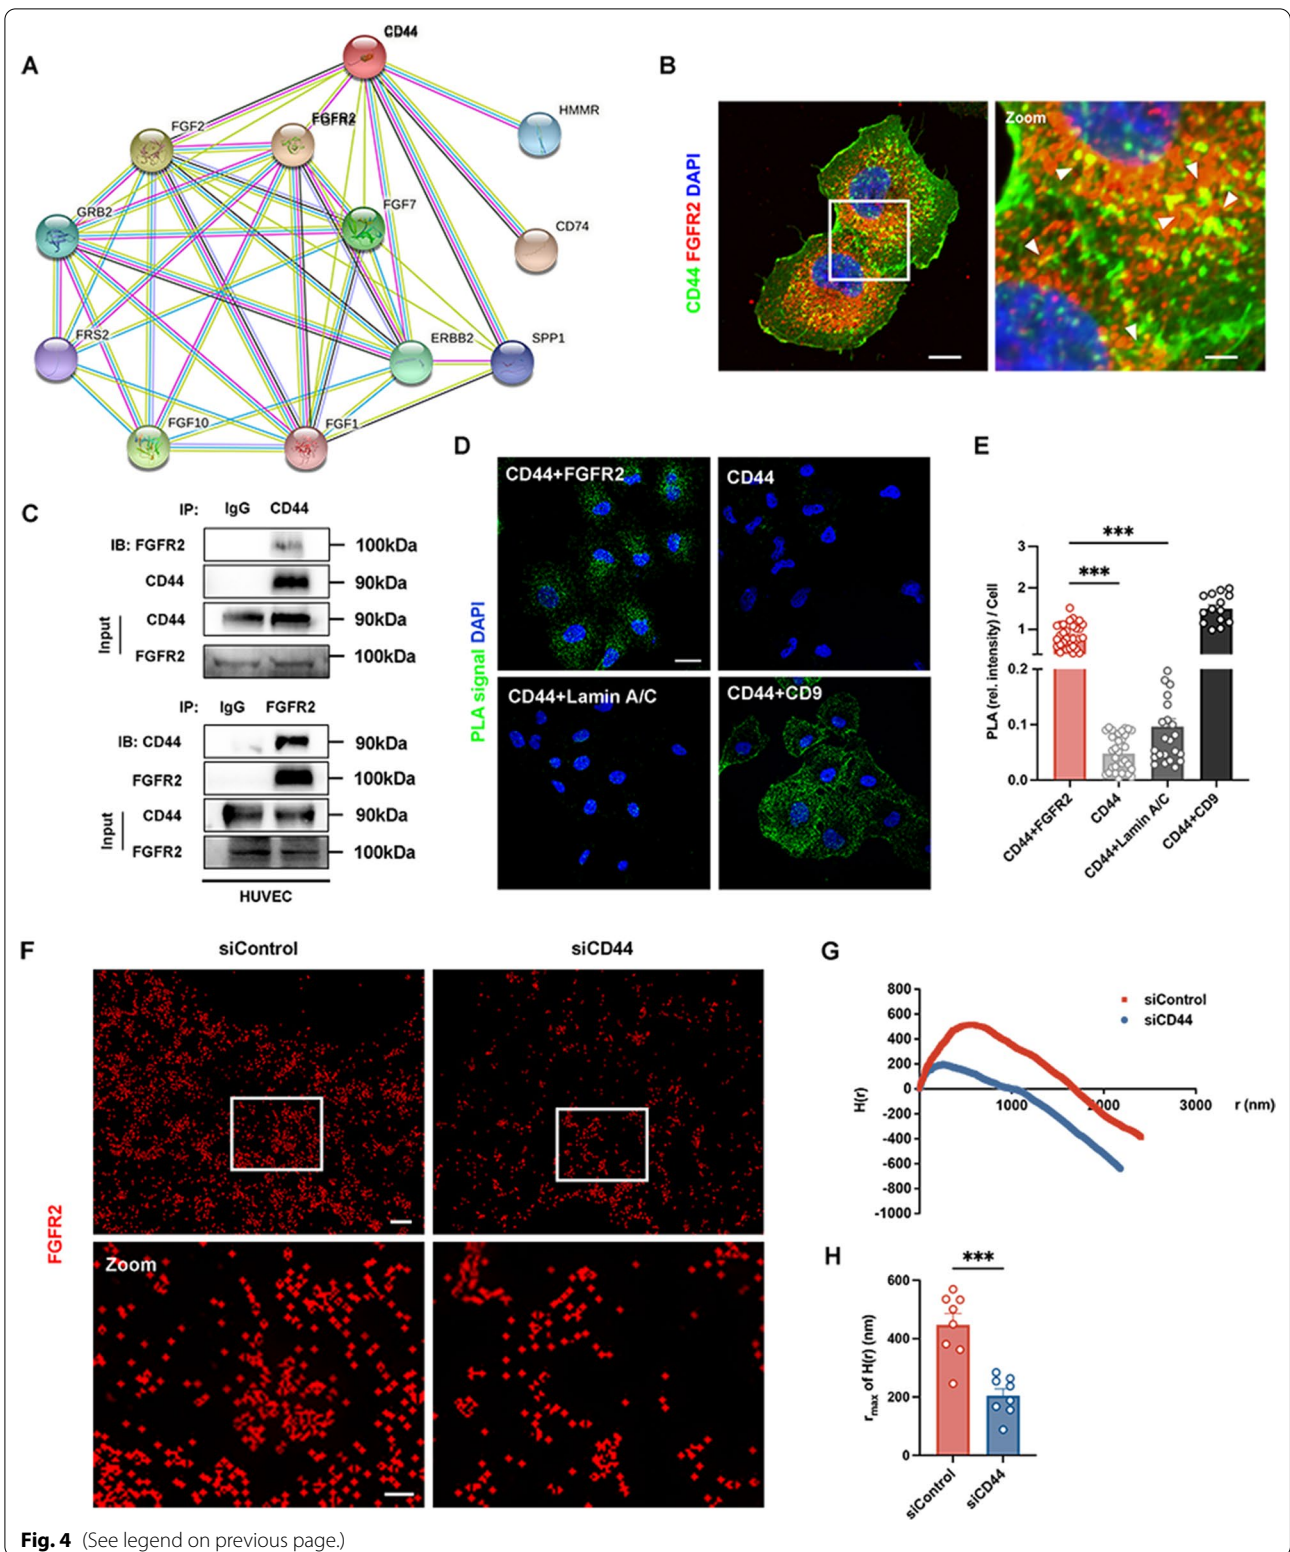 A
CD44
HMMR
FGF2
FGFR2
GRB2
FGF7
CD74
FRS2
ERBB2
SPP1
FGF10
FGF1
B
CD44 FGFR2 DAPI
Zoom
C
IP: IgG CD44
IB: FGFR2 100kDa
CD44 90kDa
Input
CD44 90kDa
FGFR2 100kDa
IP: IgG FGFR2
IB: CD44 90kDa
FGFR2 100kDa
Input
CD44 90kDa
FGFR2 100kDa
HUVEC
D
PLA signal DAPI
CD44+FGFR2
CD44
CD44+Lamin A/C
CD44+CD9
E
PLA (rel. intensity) / Cell
***
***
3
2
1
0.2
0.1
0.0
CD44+FGFR2
CD44
CD44+Lamin A/C
CD44+CD9
F
siControl siCD44
FGFR2
Zoom
G
H(r)
800
600
400
200
0
-200
-400
-600
-800
-1000
1000 2000 3000 r (nm)
siControl
siCD44
H
***
rmax of H(r) (nm)
600
400
200
0
siControl
siCD44
Fig. 4 (See legend on previous page.)